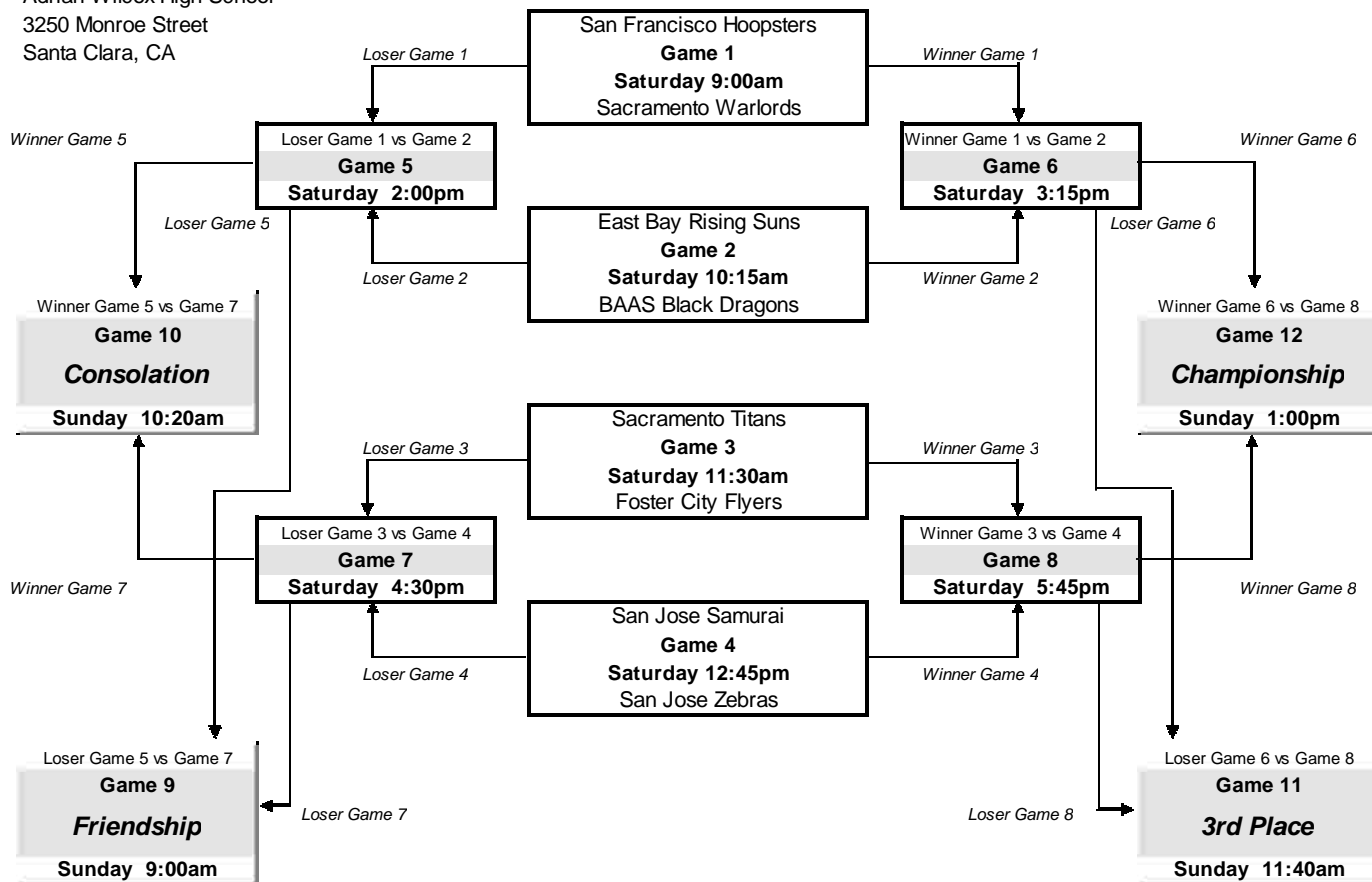 3250 Monroe Street
Santa Clara, CA
San Francisco Hoopsters
Game 1
Saturday 9:00am
Sacramento Warlords
Loser Game 1
Winner Game 1
Winner Game 5
Loser Game 1 vs Game 2
Game 5
Saturday 2:00pm
Winner Game 1 vs Game 2
Game 6
Saturday 3:15pm
Winner Game 6
Loser Game 5
Loser Game 6
East Bay Rising Suns
Game 2
Saturday 10:15am
BAAS Black Dragons
Loser Game 2
Winner Game 2
Winner Game 5 vs Game 7
Game 10
Consolation
Sunday 10:20am
Winner Game 6 vs Game 8
Game 12
Championship
Sunday 1:00pm
Sacramento Titans
Game 3
Saturday 11:30am
Foster City Flyers
Loser Game 3
Winner Game 3
Loser Game 3 vs Game 4
Game 7
Saturday 4:30pm
Winner Game 3 vs Game 4
Game 8
Saturday 5:45pm
Winner Game 7
Winner Game 8
San Jose Samurai
Game 4
Saturday 12:45pm
San Jose Zebras
Loser Game 4
Winner Game 4
Loser Game 5 vs Game 7
Game 9
Friendship
Sunday 9:00am
Loser Game 7
Loser Game 8
Loser Game 6 vs Game 8
Game 11
3rd Place
Sunday 11:40am